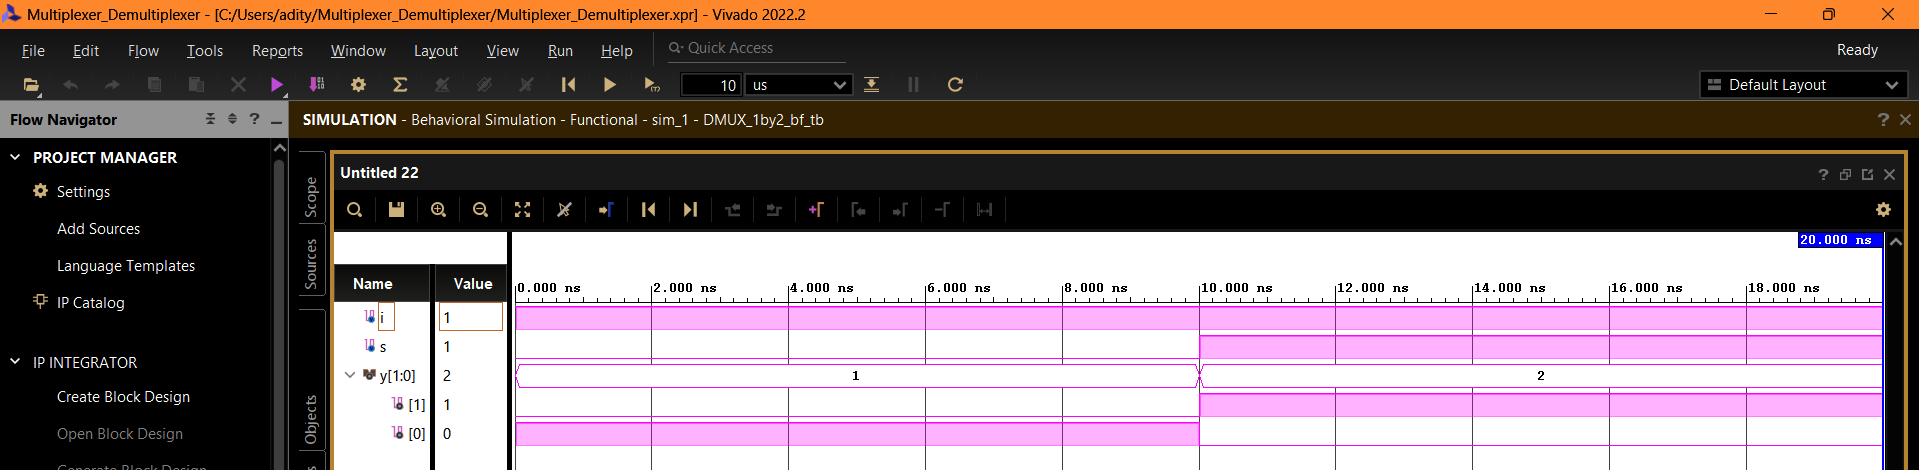 Multiplexer_Demultiplexer - [C:/Users/adity/Multiplexer_Demultiplexer/Multiplexer_Demultiplexer.xpr] - Vivado 2022.2
File Edit Flow Tools Reports Window Layout View Run Help Quick Access Ready
10 us Default Layout
Flow Navigator
SIMULATION - Behavioral Simulation - Functional - sim_1 - DMUX_1by2_bf_tb
PROJECT MANAGER
Settings
Add Sources
Language Templates
IP Catalog
IP INTEGRATOR
Create Block Design
Open Block Design
Generate Block Design
Scope
Sources
Objects
Untitled 22
20.000 ns
Name Value
0.000 ns 2.000 ns 4.000 ns 6.000 ns 8.000 ns 10.000 ns 12.000 ns 14.000 ns 16.000 ns 18.000 ns
i 1
s 1
y[1:0] 2 1 2
[1] 1
[0] 0